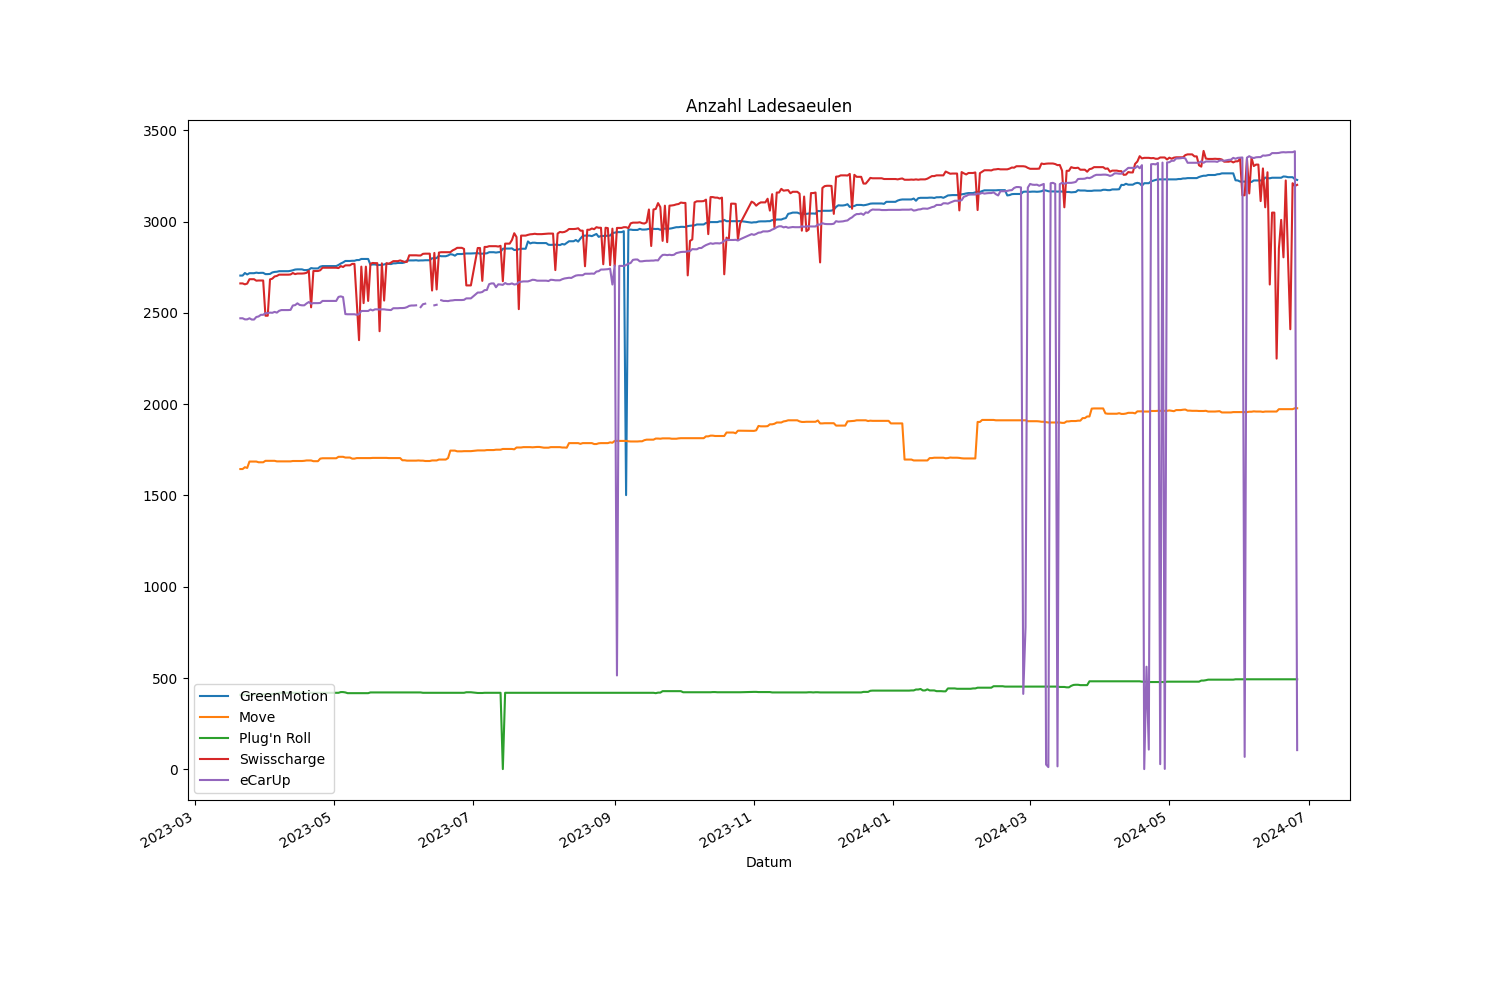 Anzahl Ladesaeulen
3500
3000
2500
2000
1500
1000
500
0
GreenMotion
Move
Plug'n Roll
Swisscharge
eCarUp
2023-03
2023-05
2023-07
2023-09
2023-11
2024-01
2024-03
2024-05
2024-07
Datum